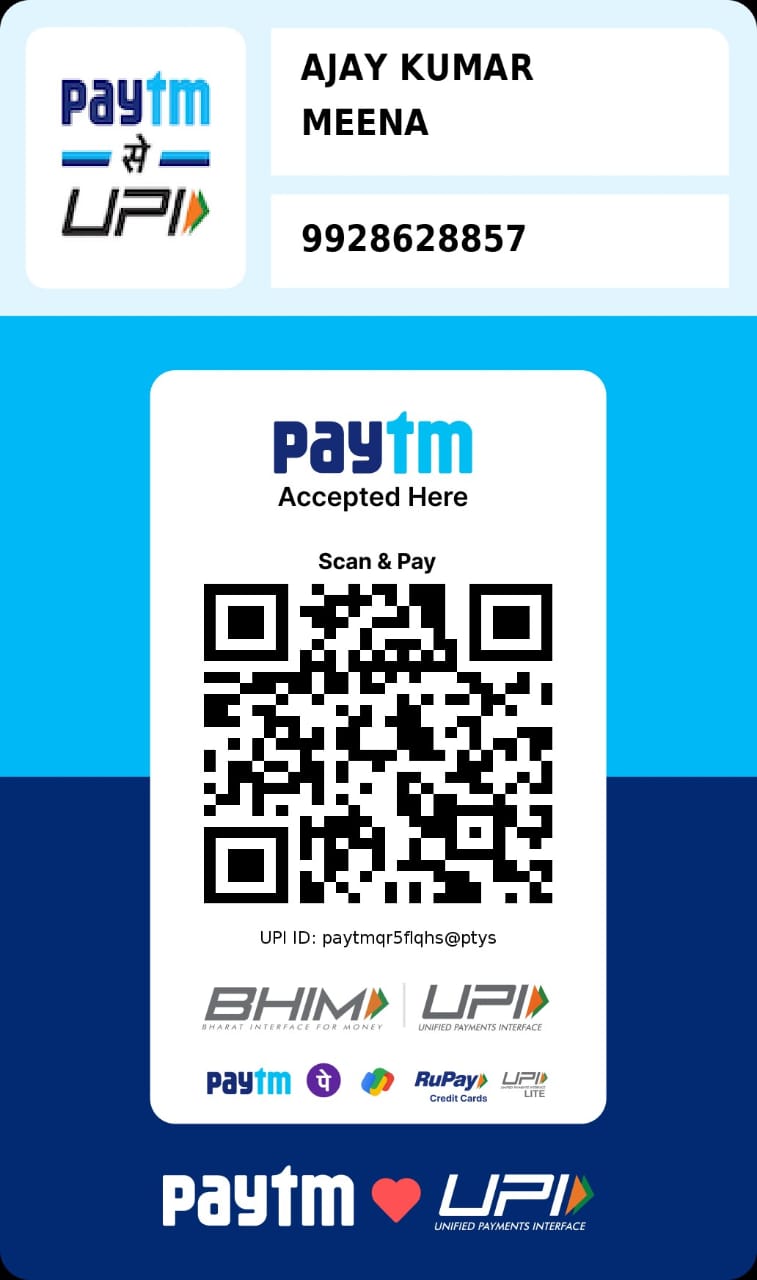 paytm
से
UPI
AJAY KUMAR
MEENA
9928628857
paytm
Accepted Here
Scan & Pay
UPI ID: paytmqr5flqhs@ptys
BHIM
BHARAT INTERFACE FOR MONEY
UPI
UNIFIED PAYMENTS INTERFACE
paytm
पे
RuPay
Credit Cards
UPI
LITE
paytm
UPI
UNIFIED PAYMENTS INTERFACE